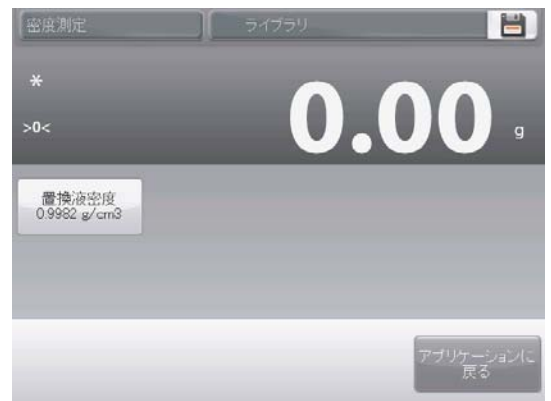 密度測定
ライブラリ
*
>0<
0.00 g
置換液密度
0.9982 g/cm3
アプリケーションに
戻る